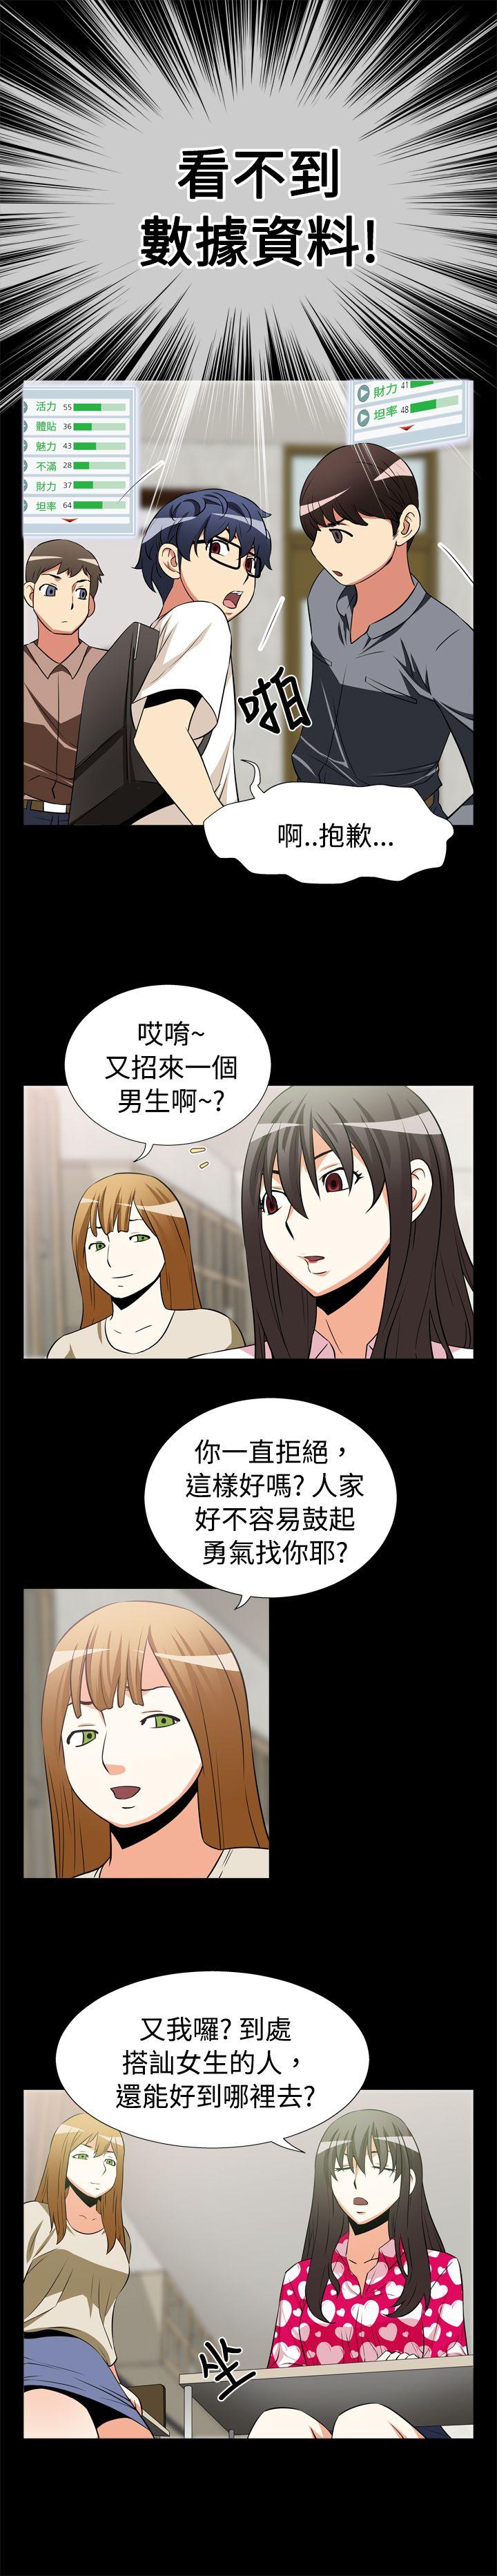 看不到
數據資料!
活力 55
體貼 36
魅力 43
不滿 28
財力 37
坦率 64
財力 41
坦率 48
啪
啊..抱歉...
哎唷~
又招來一個
男生啊~?
你一直拒絕，
這樣好嗎? 人家
好不容易鼓起
勇氣找你耶?
又我囉? 到處
搭訕女生的人，
還能好到哪裡去?
坐